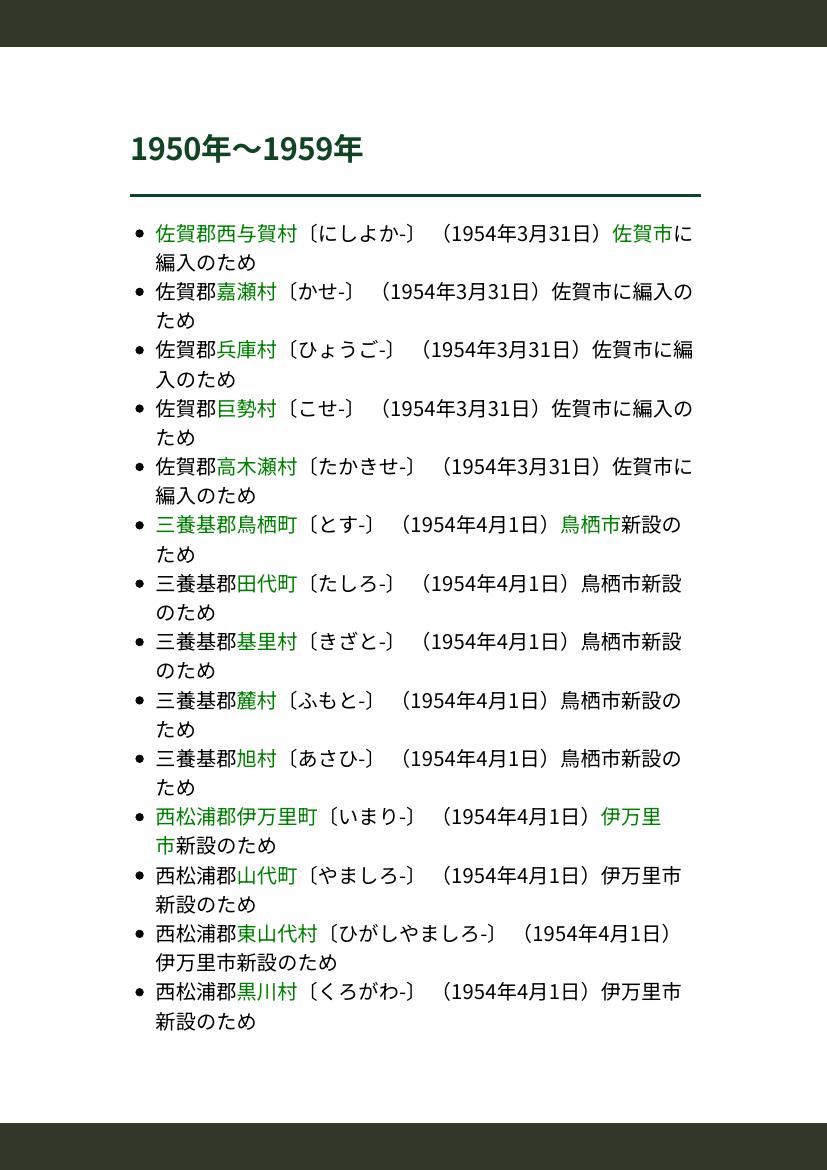 1950年～1959年
佐賀郡西与賀村〔にしよか-〕 （1954年3月31日）佐賀市に
編入のため
佐賀郡嘉瀬村〔かせ-〕 （1954年3月31日）佐賀市に編入の
ため
佐賀郡兵庫村〔ひょうご-〕 （1954年3月31日）佐賀市に編
入のため
佐賀郡巨勢村〔こせ-〕 （1954年3月31日）佐賀市に編入の
ため
佐賀郡高木瀬村〔たかきせ-〕 （1954年3月31日）佐賀市に
編入のため
三養基郡鳥栖町〔とす-〕 （1954年4月1日）鳥栖市新設の
ため
三養基郡田代町〔たしろ-〕 （1954年4月1日）鳥栖市新設
のため
三養基郡基里村〔きざと-〕 （1954年4月1日）鳥栖市新設
のため
三養基郡麓村〔ふもと-〕 （1954年4月1日）鳥栖市新設の
ため
三養基郡旭村〔あさひ-〕 （1954年4月1日）鳥栖市新設の
ため
西松浦郡伊万里町〔いまり-〕 （1954年4月1日）伊万里
市新設のため
西松浦郡山代町〔やましろ-〕 （1954年4月1日）伊万里市
新設のため
西松浦郡東山代村〔ひがしやましろ-〕 （1954年4月1日）
伊万里市新設のため
西松浦郡黒川村〔くろがわ-〕 （1954年4月1日）伊万里市
新設のため